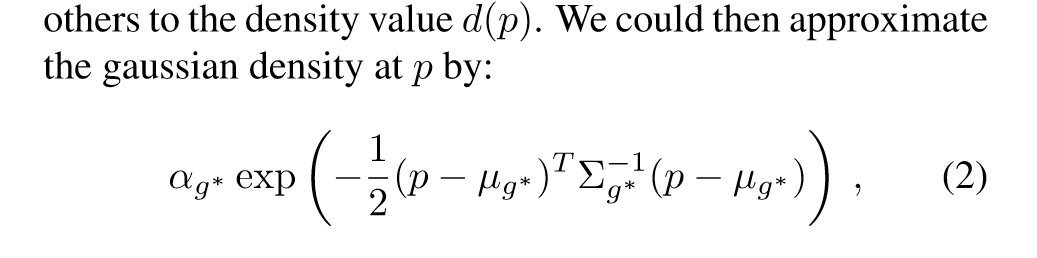 others to the density value d(p). We could then approximate
the gaussian density at p by:
α_{g*} exp(−\frac{1}{2}(p − μ_{g*})^T Σ_{g*}^{−1}(p − μ_{g*})) , (2)